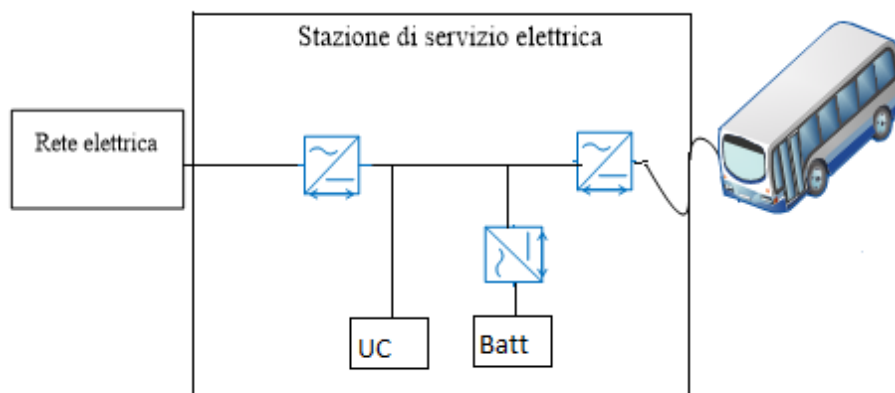 Stazione di servizio elettrica
Rete elettrica
UC
Batt